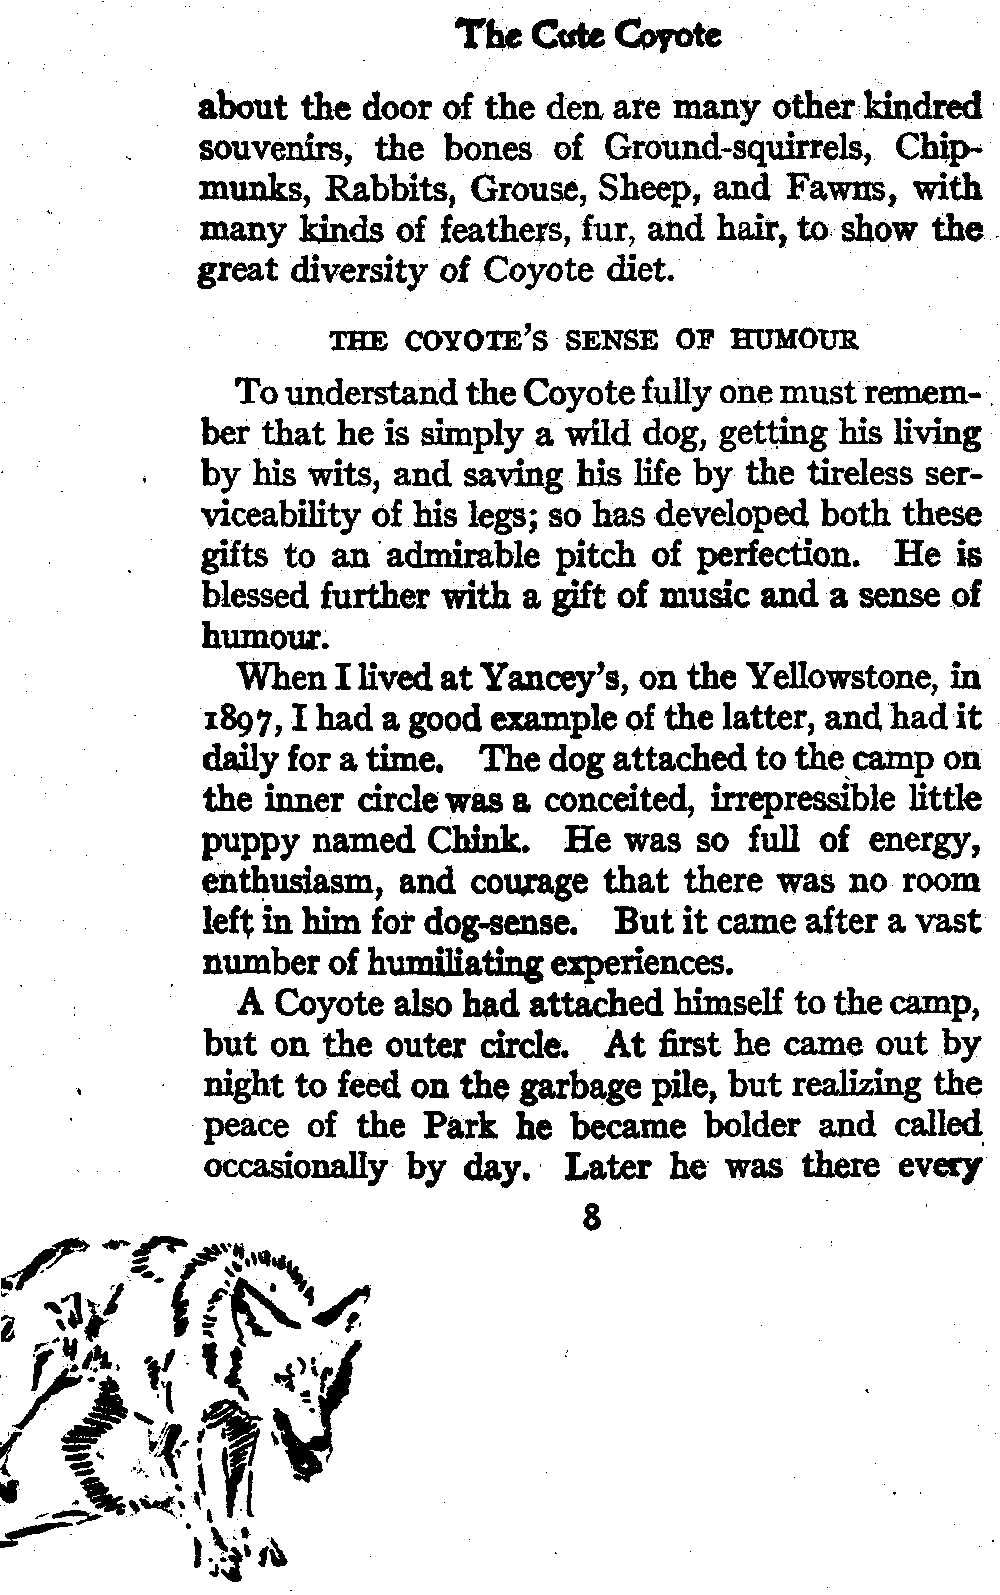 The Cute Coyote
about the door of the den are many other kindred
souvenirs, the bones of Ground-squirrels, Chip-
munks, Rabbits, Grouse, Sheep, and Fawns, with
many kinds of feathers, fur, and hair, to show the
great diversity of Coyote diet.
THE COYOTE'S SENSE OF HUMOUR
To understand the Coyote fully one must remem-
ber that he is simply a wild dog, getting his living
by his wits, and saving his life by the tireless ser-
viceability of his legs; so has developed both these
gifts to an admirable pitch of perfection. He is
blessed further with a gift of music and a sense of
humour.
When I lived at Yancey's, on the Yellowstone, in
1897, I had a good example of the latter, and had it
daily for a time. The dog attached to the camp on
the inner circle was a conceited, irrepressible little
puppy named Chink. He was so full of energy,
enthusiasm, and courage that there was no room
left in him for dog-sense. But it came after a vast
number of humiliating experiences.
A Coyote also had attached himself to the camp,
but on the outer circle. At first he came out by
night to feed on the garbage pile, but realizing the
peace of the Park he became bolder and called
occasionally by day. Later he was there every
8